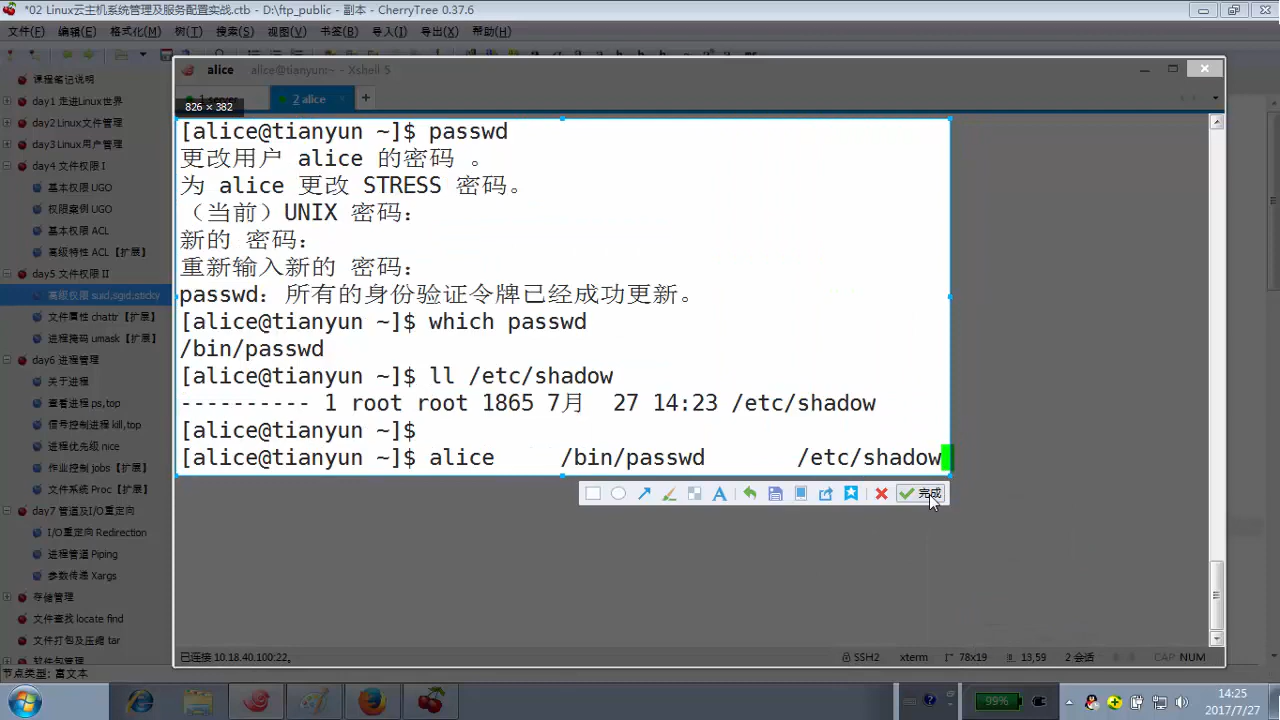 *02 Linux云主机系统管理及服务配置实战.ctb - D:\ftp_public - 副本 - CherryTree 0.37.6
文件(F) 编辑(E) 格式化(M) 树(T) 搜索(S) 视图(V) 书签(B) 导入(I) 导出(X) 帮助(H)
课程笔记说明
day1 走进Linux世界
day2 Linux文件管理
day3 Linux用户管理
day4 文件权限 I
基本权限 UGO
权限案例 UGO
基本权限 ACL
高级特性 ACL【扩展】
day5 文件权限 II
高级权限 suid,sgid,sticky
文件属性 chattr【扩展】
进程掩码 umask【扩展】
day6 进程管理
关于进程
查看进程 ps,top
信号控制进程 kill,top
进程优先级 nice
作业控制 jobs【扩展】
文件系统 Proc【扩展】
day7 管道及I/O重定向
I/O重定向 Redirection
进程管道 Piping
参数传递 Xargs
存储管理
文件查找 locate find
文件打包及压缩 tar
软件包管理
节点类型: 富文本
alice alice@tianyun:~ - Xshell 5
2 alice
826 × 382
[alice@tianyun ~]$ passwd
更改用户 alice 的密码 。
为 alice 更改 STRESS 密码。
（当前）UNIX 密码：
新的 密码：
重新输入新的 密码：
passwd：所有的身份验证令牌已经成功更新。
[alice@tianyun ~]$ which passwd
/bin/passwd
[alice@tianyun ~]$ ll /etc/shadow
---------- 1 root root 1865 7月  27 14:23 /etc/shadow
[alice@tianyun ~]$
[alice@tianyun ~]$ alice     /bin/passwd       /etc/shadow
完成
已连接 10.18.40.100:22。
SSH2 xterm 78x19 13,59 2 会话 CAP NUM
99%
14:25
2017/7/27